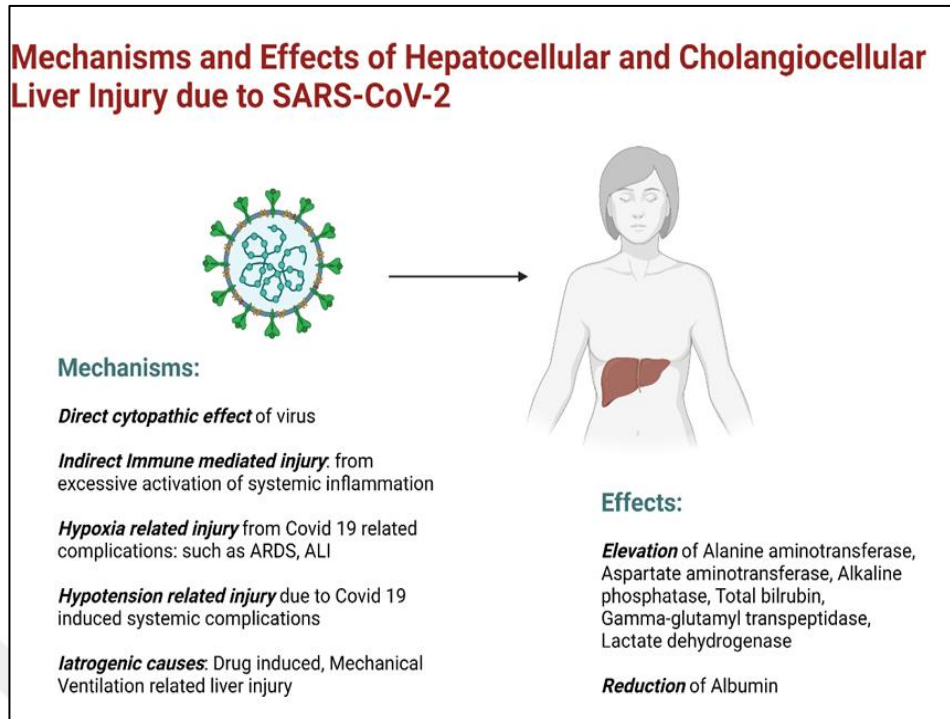 Mechanisms and Effects of Hepatocellular and Cholangiocellular
Liver Injury due to SARS-CoV-2
Mechanisms:
Direct cytopathic effect of virus
Indirect Immune mediated injury: from
excessive activation of systemic inflammation
Hypoxia related injury from Covid 19 related
complications: such as ARDS, ALI
Hypotension related injury due to Covid 19
induced systemic complications
Iatrogenic causes: Drug induced, Mechanical
Ventilation related liver injury
Effects:
Elevation of Alanine aminotransferase,
Aspartate aminotransferase, Alkaline
phosphatase, Total bilrubin,
Gamma-glutamyl transpeptidase,
Lactate dehydrogenase
Reduction of Albumin